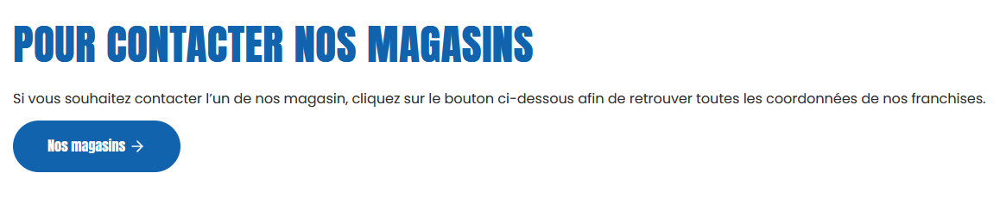 POUR CONTACTER NOS MAGASINS
Si vous souhaitez contacter l’un de nos magasin, cliquez sur le bouton ci-dessous afin de retrouver toutes les coordonnées de nos franchises.
Nos magasins →